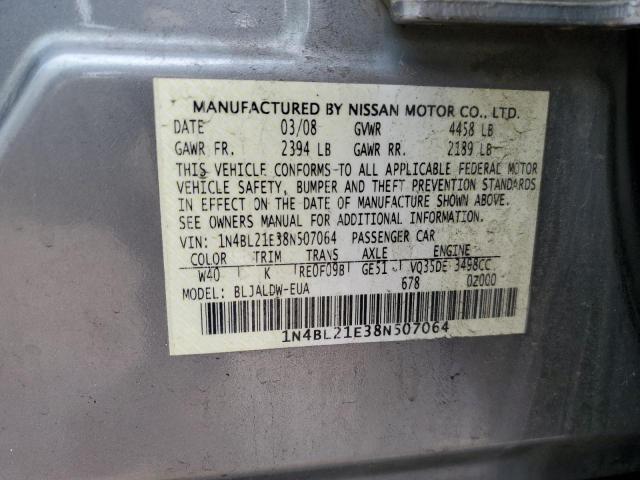 MANUFACTURED BY NISSAN MOTOR CO., LTD.
DATE 03/08 GVWR 4458 LB
GAWR FR. 2394 LB GAWR RR. 2189 LB
THIS VEHICLE CONFORMS TO ALL APPLICABLE FEDERAL MOTOR
VEHICLE SAFETY, BUMPER AND THEFT PREVENTION STANDARDS
IN EFFECT ON THE DATE OF MANUFACTURE SHOWN ABOVE.
SEE OWNERS MANUAL FOR ADDITIONAL INFORMATION.
VIN: 1N4BL21E38N507064 PASSENGER CAR
COLOR TRIM TRANS AXLE ENGINE
W40 K RE0F09B GE51 VQ35DE 3498CC
MODEL: BLJALDW-EUA 678 02000
1N4BL21E38N507064